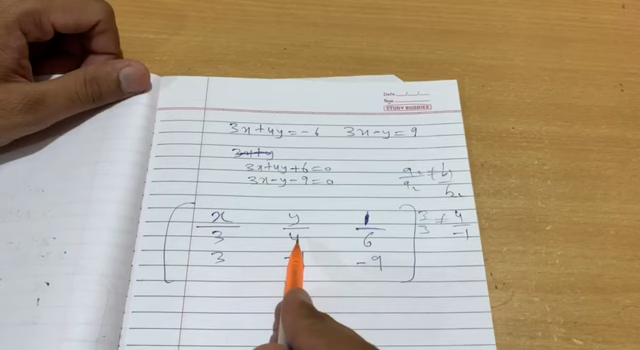 Date
Page
STUDY BUDDIES
3x+4y=-6 3x-y=9
3x+4y+6=0
3x-y-9=0
a₁/a₂ ≠ b₁/b₂
x/3 y/4 1/6 3/3 ≠ 4/-1
3 - -9